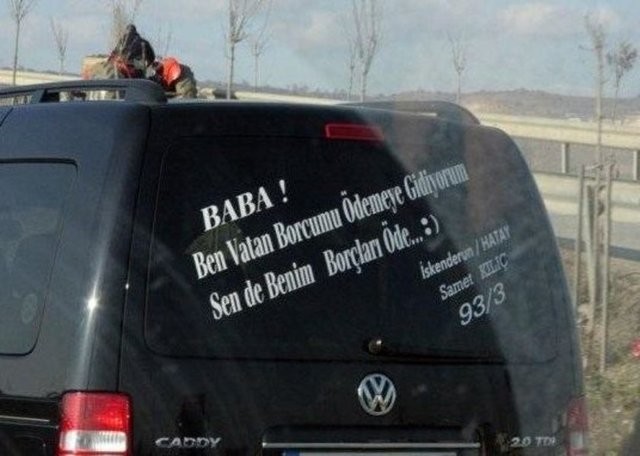 BABA !
Ben Vatan Borcumu Ödemeye Gidiyorum
Sen de Benim Borçları Öde...:)
İskenderun / HATAY
Samet KILIÇ
93/3
CADDY
2.0 TDI